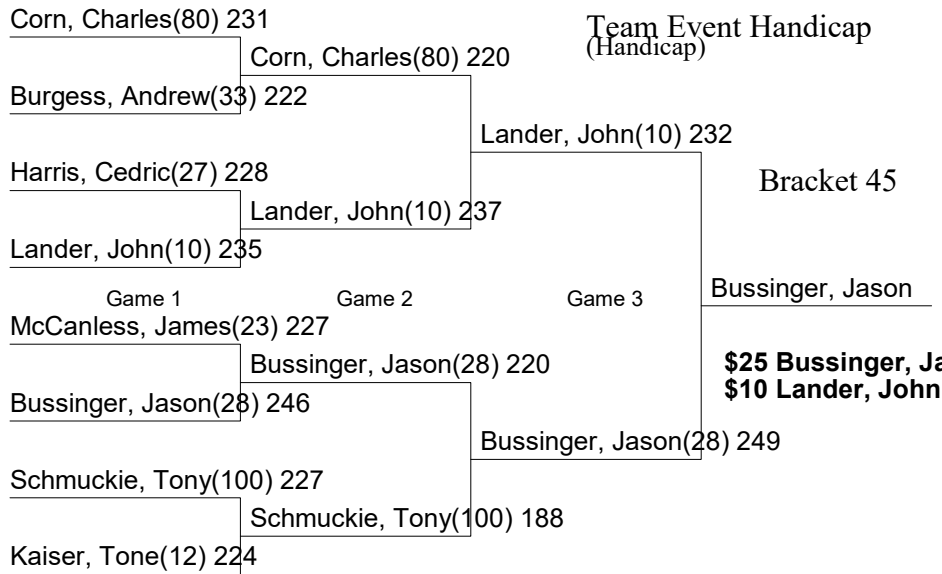 Corn, Charles(80) 231
Team Event Handicap
(Handicap)
Corn, Charles(80) 220
Burgess, Andrew(33) 222
Lander, John(10) 232
Harris, Cedric(27) 228
Bracket 45
Lander, John(10) 237
Lander, John(10) 235
Game 1
Game 2
Game 3
Bussinger, Jason
McCanless, James(23) 227
Bussinger, Jason(28) 220
$25 Bussinger, Ja
$10 Lander, John
Bussinger, Jason(28) 246
Bussinger, Jason(28) 249
Schmuckie, Tony(100) 227
Schmuckie, Tony(100) 188
Kaiser, Tone(12) 224